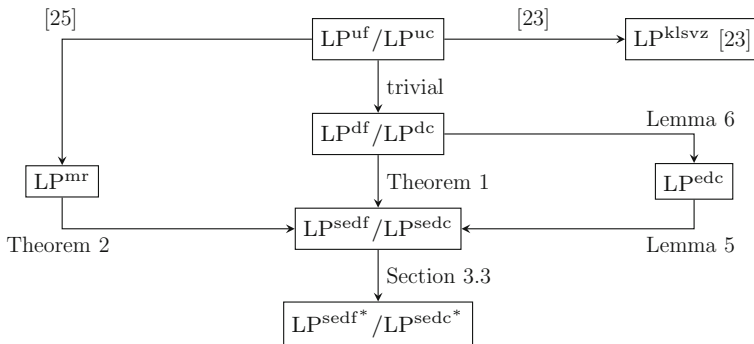 [25]
[23]
LP^uf/LP^uc
LP^klsvz [23]
trivial
LP^df/LP^dc
Lemma 6
LP^mr
Theorem 1
LP^edc
LP^sedf/LP^sedc
Theorem 2
Lemma 5
Section 3.3
LP^sedf*/LP^sedc*